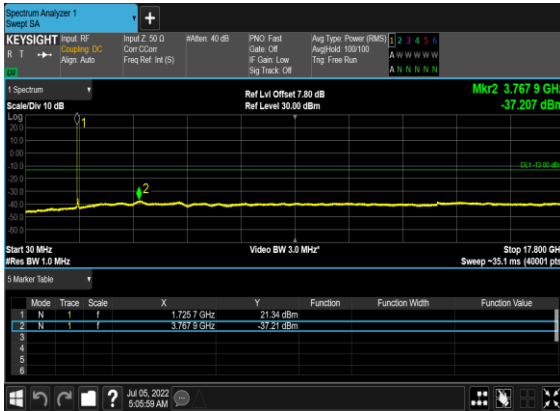 Spectrum Analyzer 1
Swept SA
KEYSIGHT Input: RF Input Z: 50 Ω #Atten: 40 dB PNO: Fast Avg Type: Power (RMS) 1 2 3 4 5 6
R T Coupling: DC Corr CCorr Gate: Off Avg|Hold: 100/100 A W W W W W
Align: Auto Freq Ref: Int (S) IF Gain: Low Trig: Free Run
Sig Track: Off A N N N N N
1 Spectrum Ref Lvl Offset 7.80 dB Mkr2 3.767 9 GHz
Scale/Div 10 dB Ref Level 30.00 dBm -37.207 dBm
Log
20.0
10.0
0.00
-10.0
DL1 -13.00 dBm
-20.0
-30.0
-40.0
-50.0
-60.0
1
2
Start 30 MHz Video BW 3.0 MHz* Stop 17.800 GHz
#Res BW 1.0 MHz Sweep ~35.1 ms (40001 pts)
5 Marker Table
Mode Trace Scale X Y Function Function Width Function Value
1 N 1 f 1.725 7 GHz 21.34 dBm
2 N 1 f 3.767 9 GHz -37.21 dBm
3
4
5
6
? Jul 05, 2022
5:05:59 AM